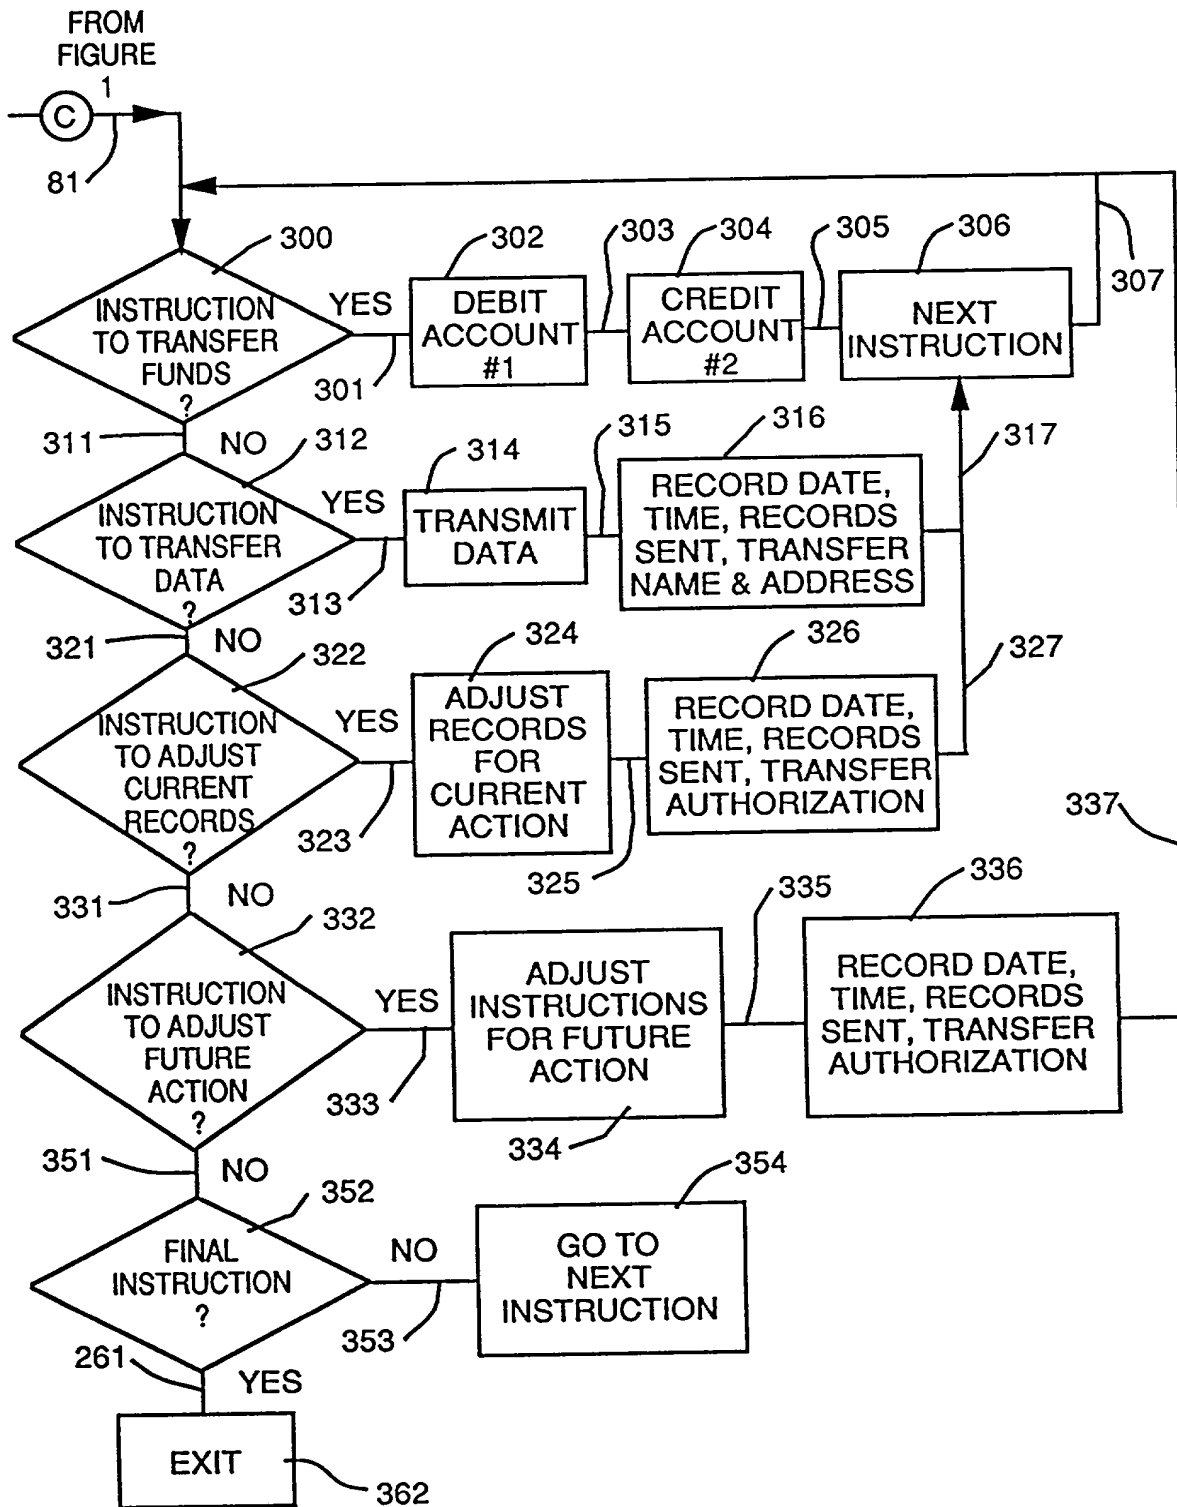 FROM
FIGURE
1
C
81
300
302
303
304
305
306
307
INSTRUCTION
TO TRANSFER
FUNDS
?
YES
301
DEBIT
ACCOUNT
#1
CREDIT
ACCOUNT
#2
NEXT
INSTRUCTION
311
NO
312
314
315
316
317
INSTRUCTION
TO TRANSFER
DATA
?
YES
313
TRANSMIT
DATA
RECORD DATE,
TIME, RECORDS
SENT, TRANSFER
NAME & ADDRESS
321
NO
322
324
326
327
INSTRUCTION
TO ADJUST
CURRENT
RECORDS
?
YES
323
ADJUST
RECORDS
FOR
CURRENT
ACTION
325
RECORD DATE,
TIME, RECORDS
SENT, TRANSFER
AUTHORIZATION
337
331
NO
332
335
336
INSTRUCTION
TO ADJUST
FUTURE
ACTION
?
YES
333
ADJUST
INSTRUCTIONS
FOR FUTURE
ACTION
334
RECORD DATE,
TIME, RECORDS
SENT, TRANSFER
AUTHORIZATION
351
NO
352
354
FINAL
INSTRUCTION
?
NO
353
GO TO
NEXT
INSTRUCTION
261
YES
EXIT
362